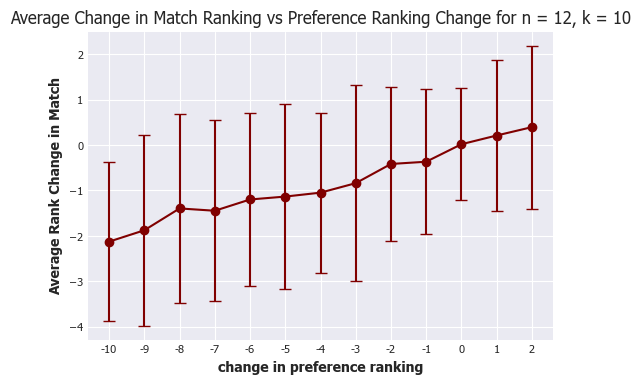 Average Change in Match Ranking vs Preference Ranking Change for n = 12, k = 10
Average Rank Change in Match
2
1
0
−1
−2
−3
−4
-10 -9 -8 -7 -6 -5 -4 -3 -2 -1 0 1 2
change in preference ranking